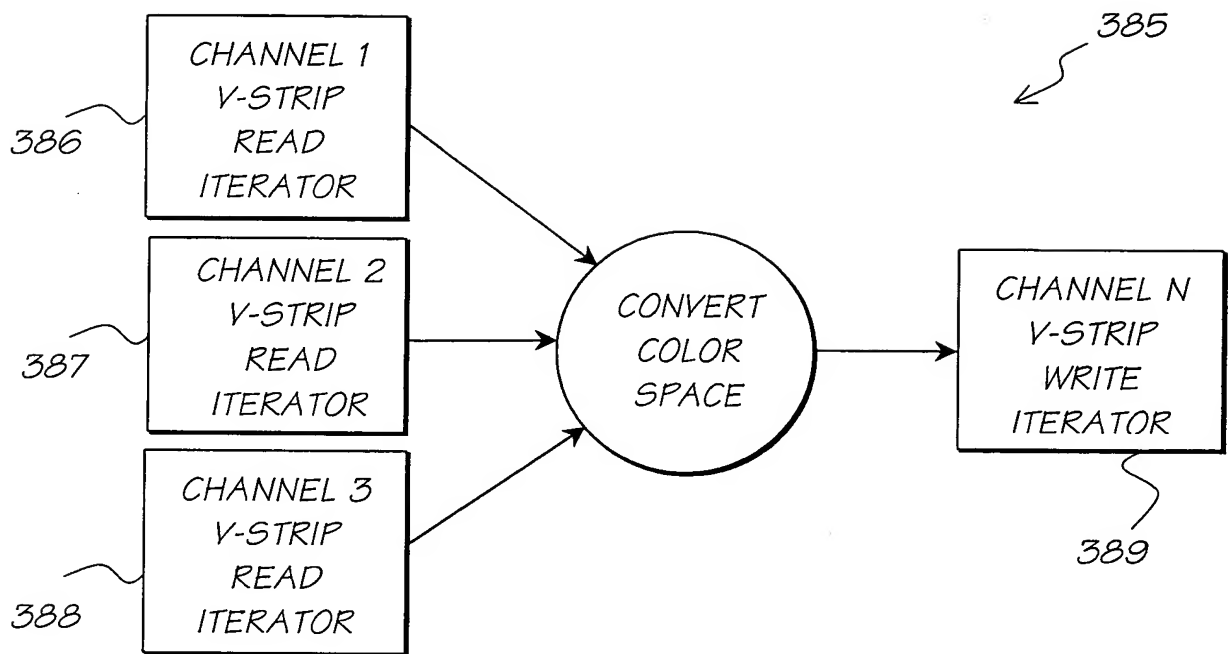 385
CHANNEL 1
V-STRIP
READ
ITERATOR
386
CHANNEL 2
V-STRIP
READ
ITERATOR
387
CHANNEL 3
V-STRIP
READ
ITERATOR
388
CONVERT
COLOR
SPACE
CHANNEL N
V-STRIP
WRITE
ITERATOR
389